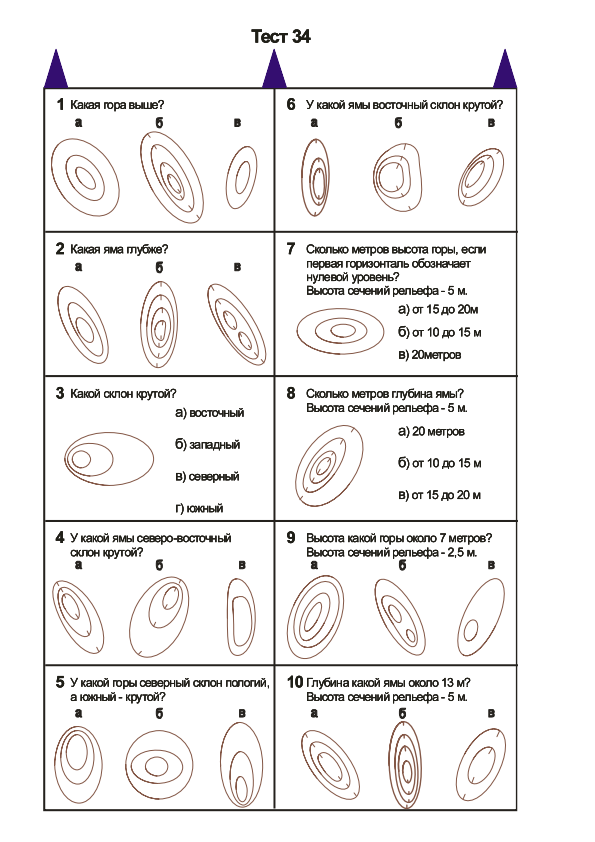 Тест 34
1 Какая гора выше?
а б в
2 Какая яма глубже?
а б в
3 Какой склон крутой?
а) восточный
б) западный
в) северный
г) южный
4 У какой ямы северо-восточный
склон крутой?
а б в
5 У какой горы северный склон пологий,
а южный - крутой?
а б в
6 У какой ямы восточный склон крутой?
а б в
7 Сколько метров высота горы, если
первая горизонталь обозначает
нулевой уровень?
Высота сечений рельефа - 5 м.
а) от 15 до 20м
б) от 10 до 15 м
в) 20метров
8 Сколько метров глубина ямы?
Высота сечений рельефа - 5 м.
а) 20 метров
б) от 10 до 15 м
в) от 15 до 20 м
9 Высота какой горы около 7 метров?
Высота сечений рельефа - 2,5 м.
а б в
10 Глубина какой ямы около 13 м?
Высота сечений рельефа - 5 м.
а б в